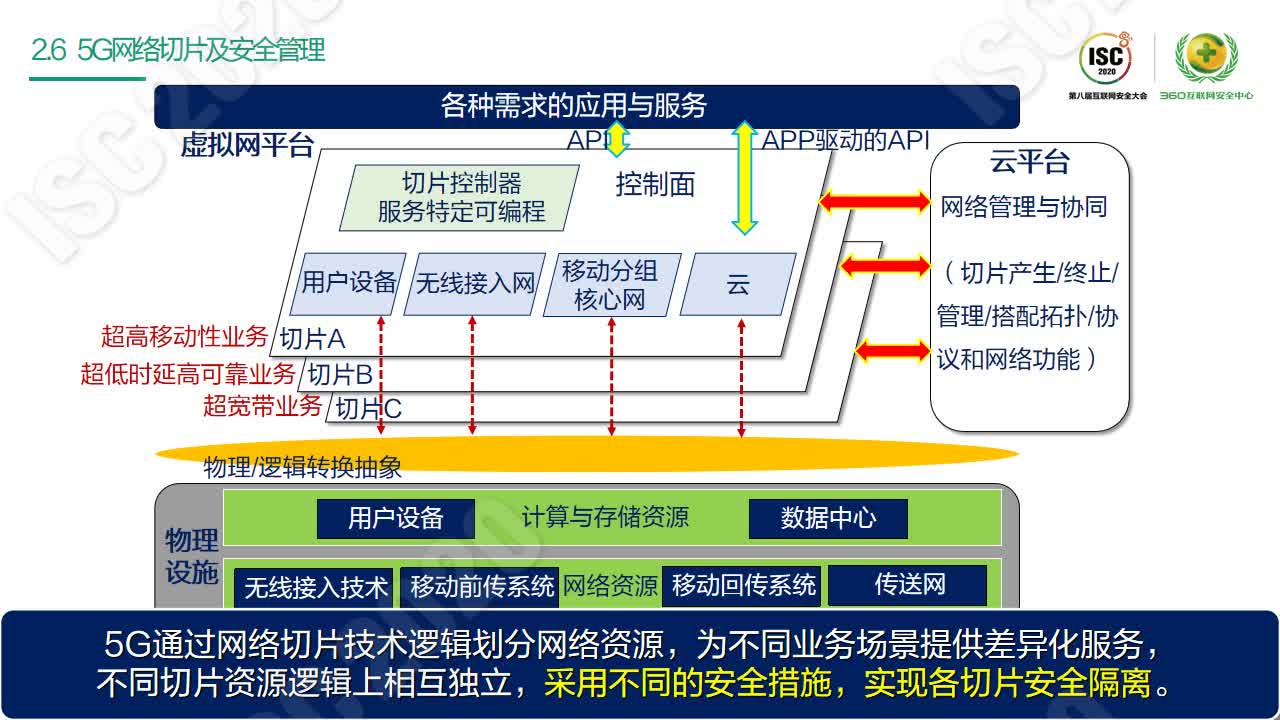 2.6 5G网络切片及安全管理
ISC
2020
第八届互联网安全大会
360互联网安全中心
各种需求的应用与服务
虚拟网平台
API
APP驱动的API
切片控制器
服务特定可编程
控制面
用户设备
无线接入网
移动分组
核心网
云
超高移动性业务
切片A
超低时延高可靠业务
切片B
超宽带业务
切片C
云平台
网络管理与协同
（切片产生/终止/
管理/搭配拓扑/协
议和网络功能）
物理/逻辑转换抽象
物理
设施
用户设备
计算与存储资源
数据中心
无线接入技术
移动前传系统
网络资源
移动回传系统
传送网
5G通过网络切片技术逻辑划分网络资源，为不同业务场景提供差异化服务，
不同切片资源逻辑上相互独立，采用不同的安全措施，实现各切片安全隔离。
ISC2020
ISC2020
ISC2020